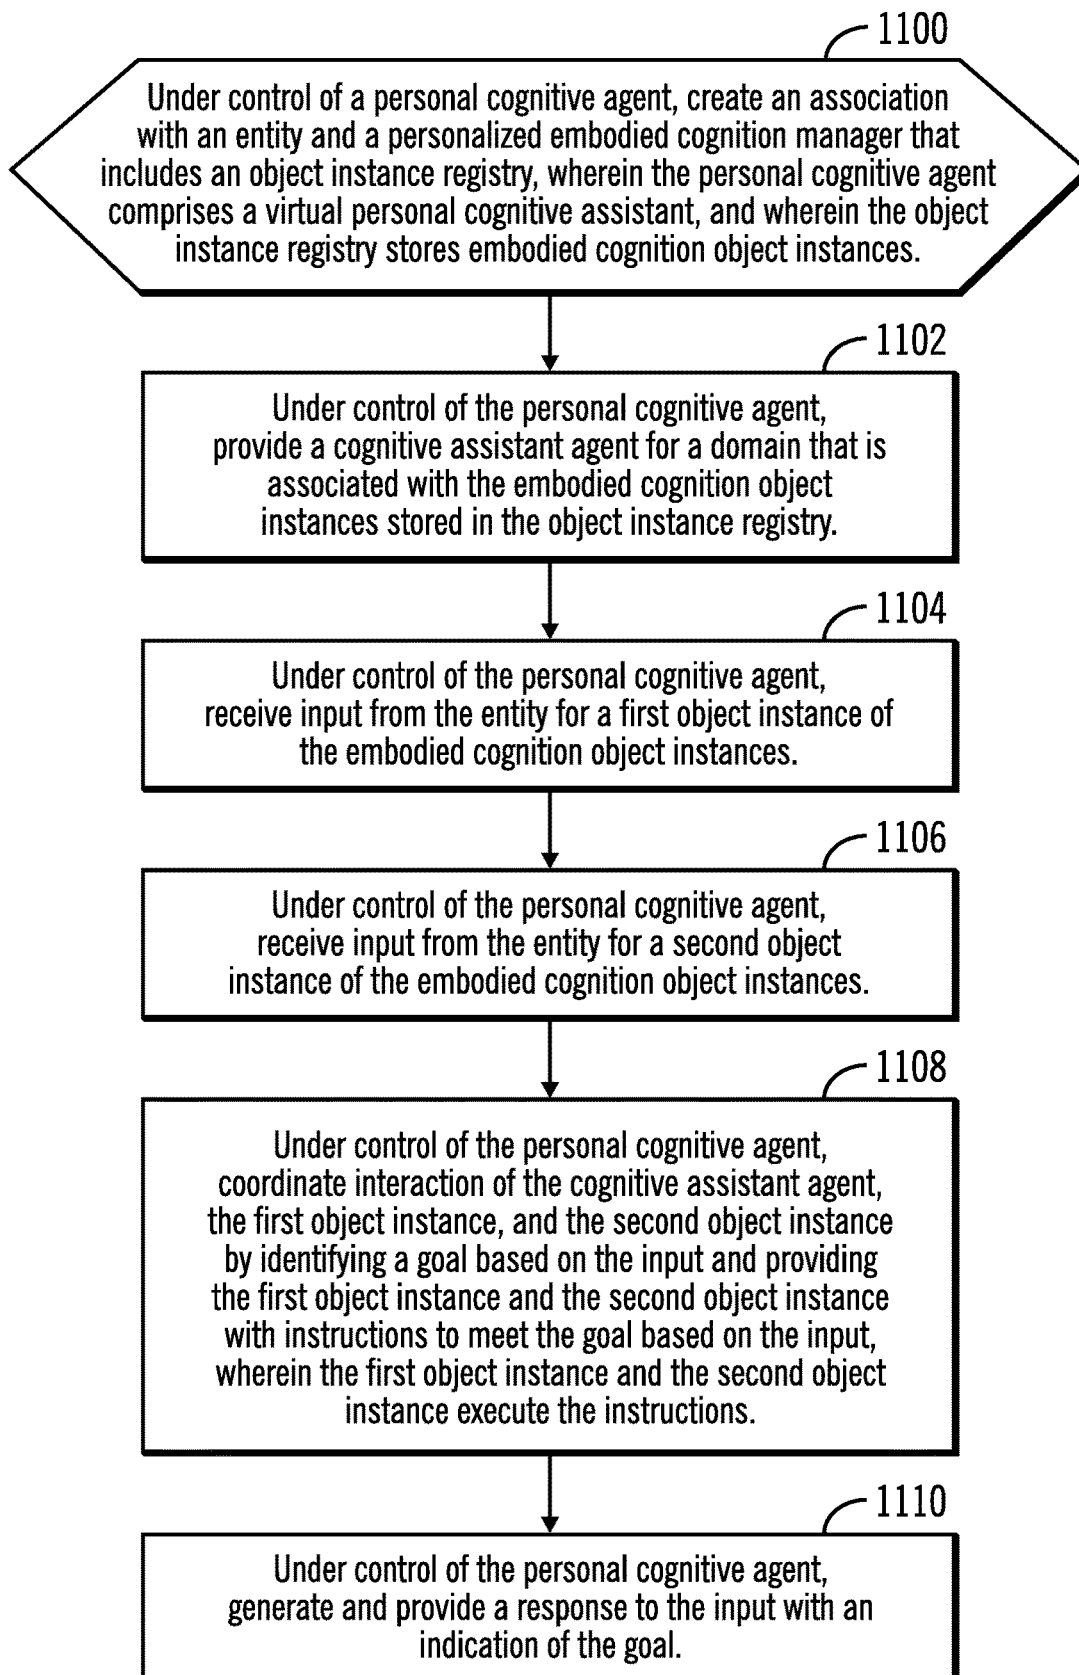 1100
Under control of a personal cognitive agent, create an association
with an entity and a personalized embodied cognition manager that
includes an object instance registry, wherein the personal cognitive agent
comprises a virtual personal cognitive assistant, and wherein the object
instance registry stores embodied cognition object instances.
1102
Under control of the personal cognitive agent,
provide a cognitive assistant agent for a domain that is
associated with the embodied cognition object
instances stored in the object instance registry.
1104
Under control of the personal cognitive agent,
receive input from the entity for a first object instance of
the embodied cognition object instances.
1106
Under control of the personal cognitive agent,
receive input from the entity for a second object
instance of the embodied cognition object instances.
1108
Under control of the personal cognitive agent,
coordinate interaction of the cognitive assistant agent,
the first object instance, and the second object instance
by identifying a goal based on the input and providing
the first object instance and the second object instance
with instructions to meet the goal based on the input,
wherein the first object instance and the second object
instance execute the instructions.
1110
Under control of the personal cognitive agent,
generate and provide a response to the input with an
indication of the goal.